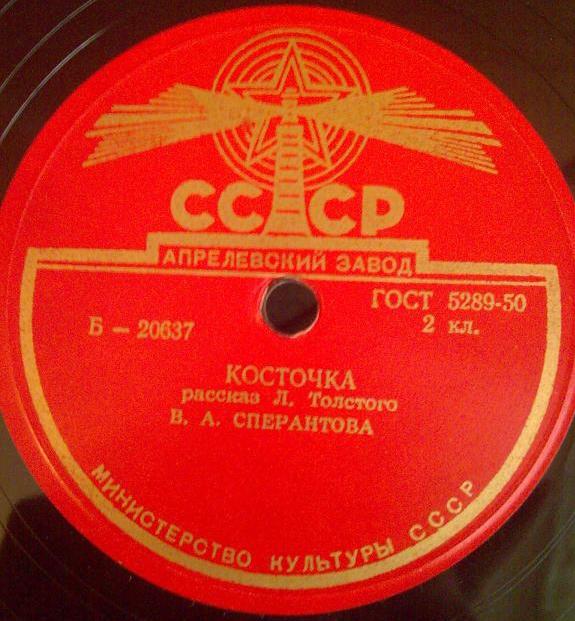 СССР
АПРЕЛЕВСКИЙ ЗАВОД
Б — 20637
ГОСТ 5289-50
2 кл.
КОСТОЧКА
рассказ Л. Толстого
В. А. СПЕРАНТОВА
МИНИСТЕРСТВО КУЛЬТУРЫ СССР